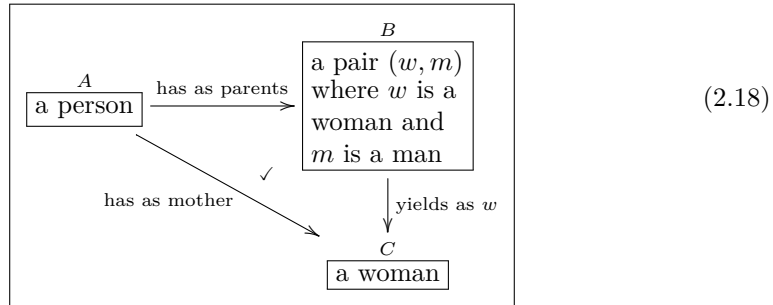 B
a pair (w, m)
where w is a
woman and
m is a man
A
a person
has as parents
(2.18)
✓
has as mother
yields as w
C
a woman